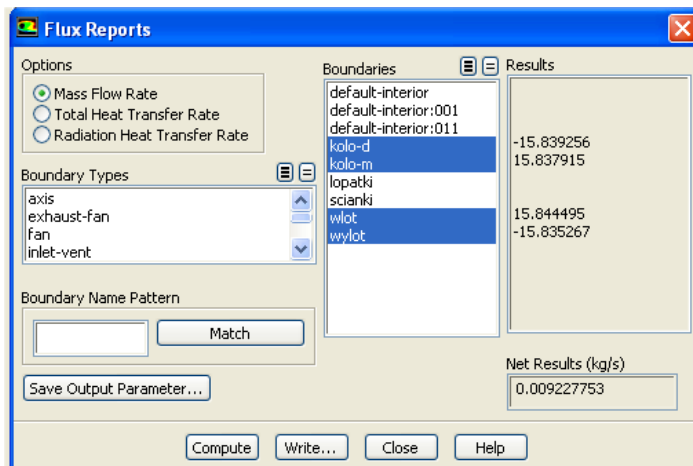 Flux Reports
Options
Mass Flow Rate
Total Heat Transfer Rate
Radiation Heat Transfer Rate
Boundary Types
axis
exhaust-fan
fan
inlet-vent
Boundary Name Pattern
Match
Save Output Parameter...
Boundaries
default-interior
default-interior:001
default-interior:011
kolo-d
kolo-m
lopatki
scianki
wlot
wylot
Results
-15.839256
15.837915
15.844495
-15.835267
Net Results (kg/s)
0.009227753
Compute
Write...
Close
Help